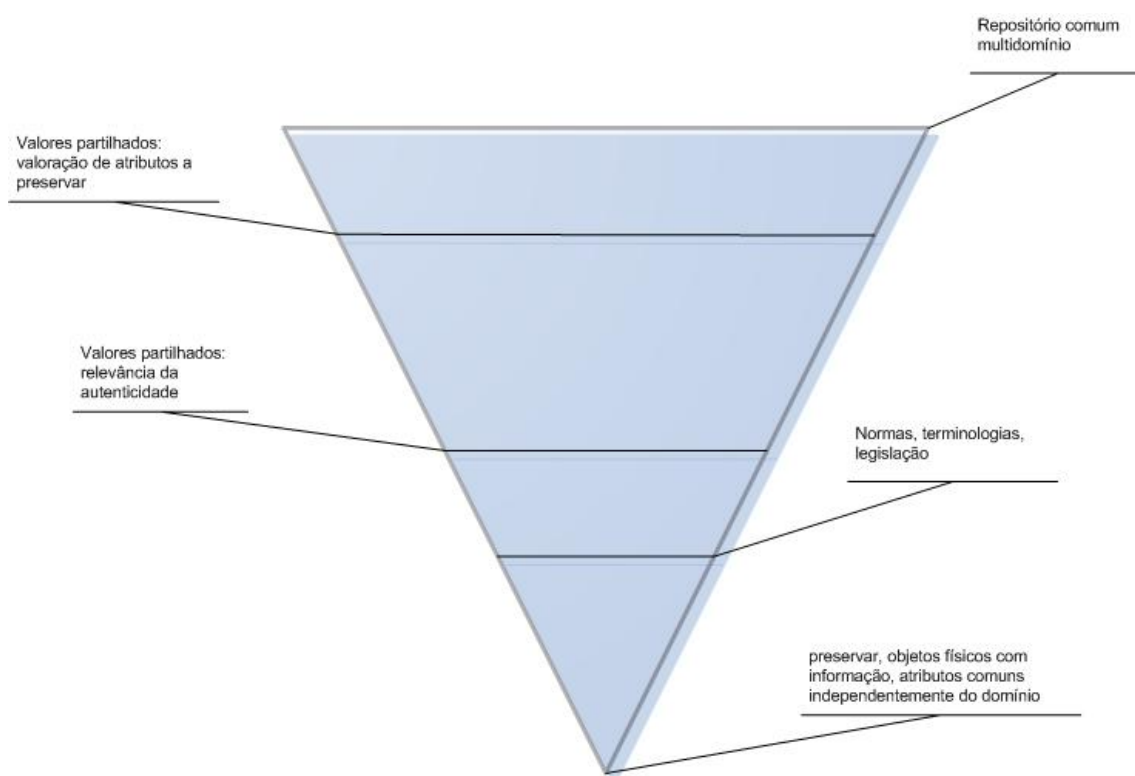 Repositório comum
multidomínio
Valores partilhados:
valoração de atributos a
preservar
Valores partilhados:
relevância da
autenticidade
Normas, terminologias,
legislação
preservar, objetos físicos com
informação, atributos comuns
independentemente do domínio